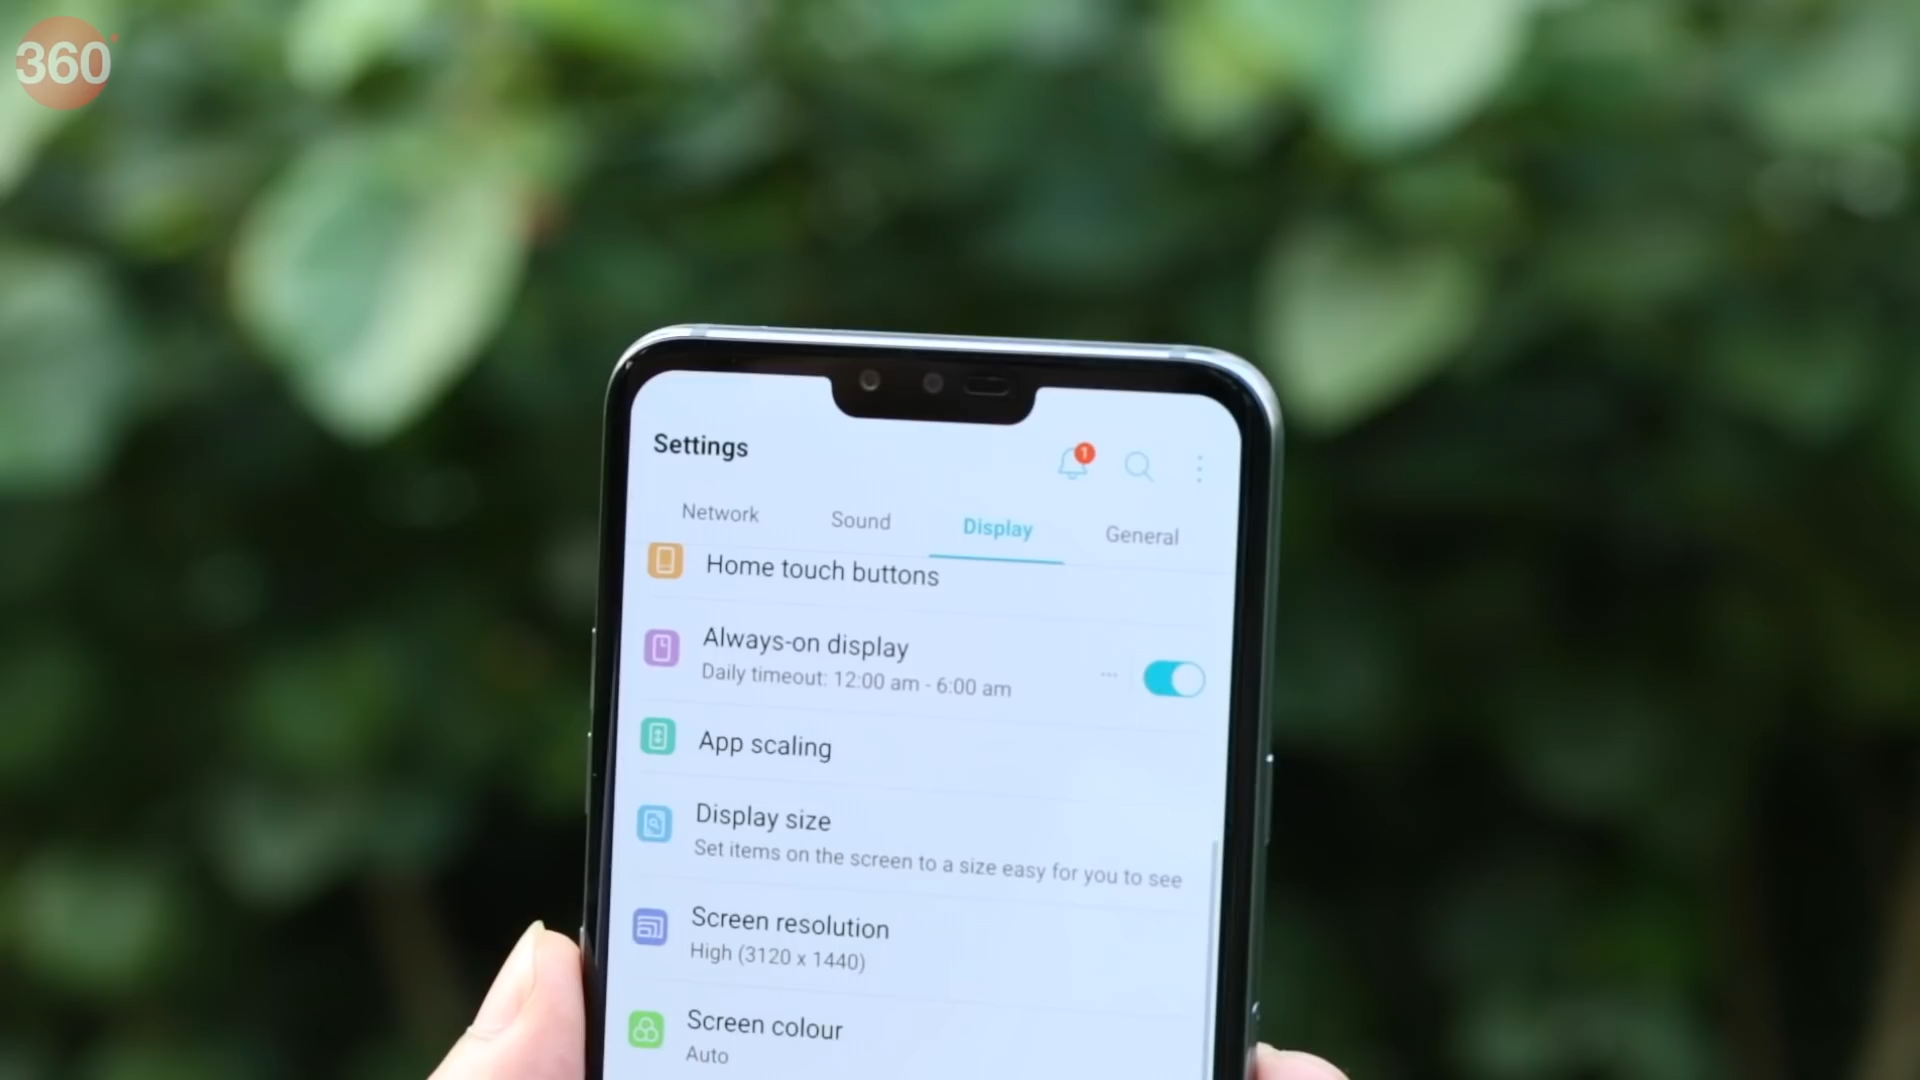 360
Settings
1
Network Sound Display General
Home touch buttons
Always-on display
Daily timeout: 12:00 am - 6:00 am
App scaling
Display size
Set items on the screen to a size easy for you to see
Screen resolution
High (3120 x 1440)
Screen colour
Auto